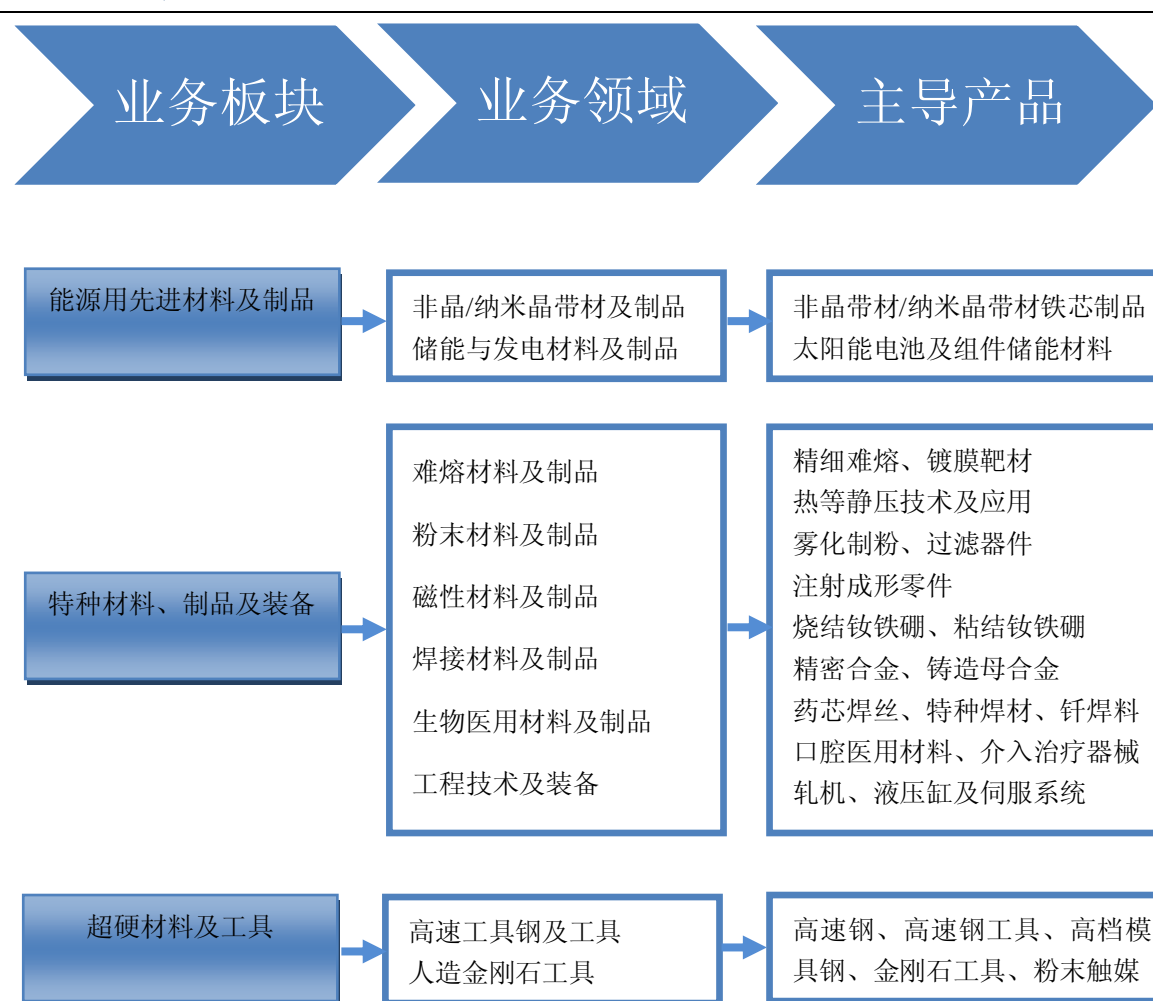 业务板块
业务领域
主导产品
能源用先进材料及制品
非晶/纳米晶带材及制品
储能与发电材料及制品
非晶带材/纳米晶带材铁芯制品
太阳能电池及组件储能材料
特种材料、制品及装备
难熔材料及制品
粉末材料及制品
磁性材料及制品
焊接材料及制品
生物医用材料及制品
工程技术及装备
精细难熔、镀膜靶材
热等静压技术及应用
雾化制粉、过滤器件
注射成形零件
烧结钕铁硼、粘结钕铁硼
精密合金、铸造母合金
药芯焊丝、特种焊材、钎焊料
口腔医用材料、介入治疗器械
轧机、液压缸及伺服系统
超硬材料及工具
高速工具钢及工具
人造金刚石工具
高速钢、高速钢工具、高档模
具钢、金刚石工具、粉末触媒